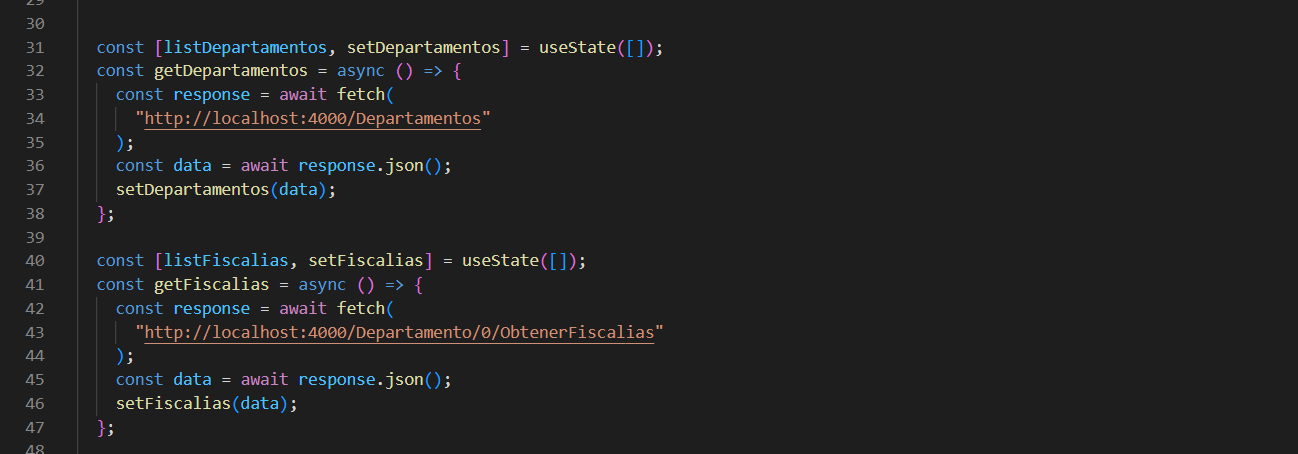 29
30
31 const [listDepartamentos, setDepartamentos] = useState([]);
32 const getDepartamentos = async () => {
33 const response = await fetch(
34 "http://localhost:4000/Departamentos"
35 );
36 const data = await response.json();
37 setDepartamentos(data);
38 };
39
40 const [listFiscalias, setFiscalias] = useState([]);
41 const getFiscalias = async () => {
42 const response = await fetch(
43 "http://localhost:4000/Departamento/0/ObtenerFiscalias"
44 );
45 const data = await response.json();
46 setFiscalias(data);
47 };
48